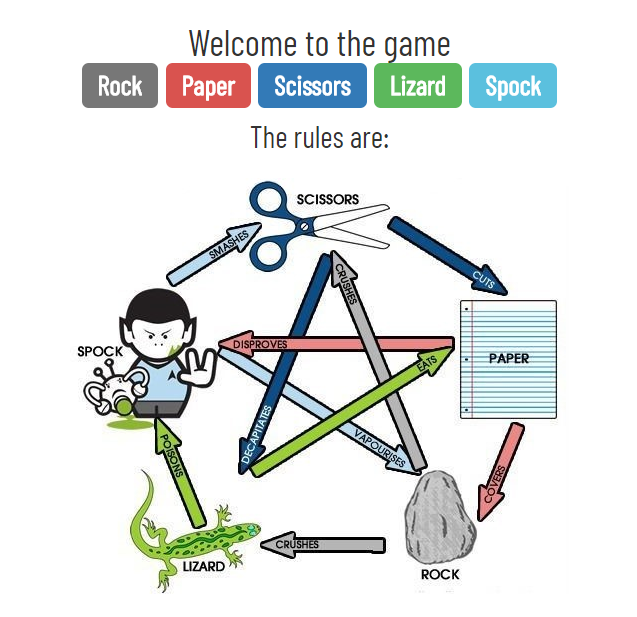 Welcome to the game
Rock Paper Scissors Lizard Spock
The rules are:
SCISSORS
SMASHES
CUTS
CRUSHES
DISPROVES
SPOCK
PAPER
EATS
DECAPITATES
VAPOURISES
POISONS
COVERS
CRUSHES
LIZARD
ROCK